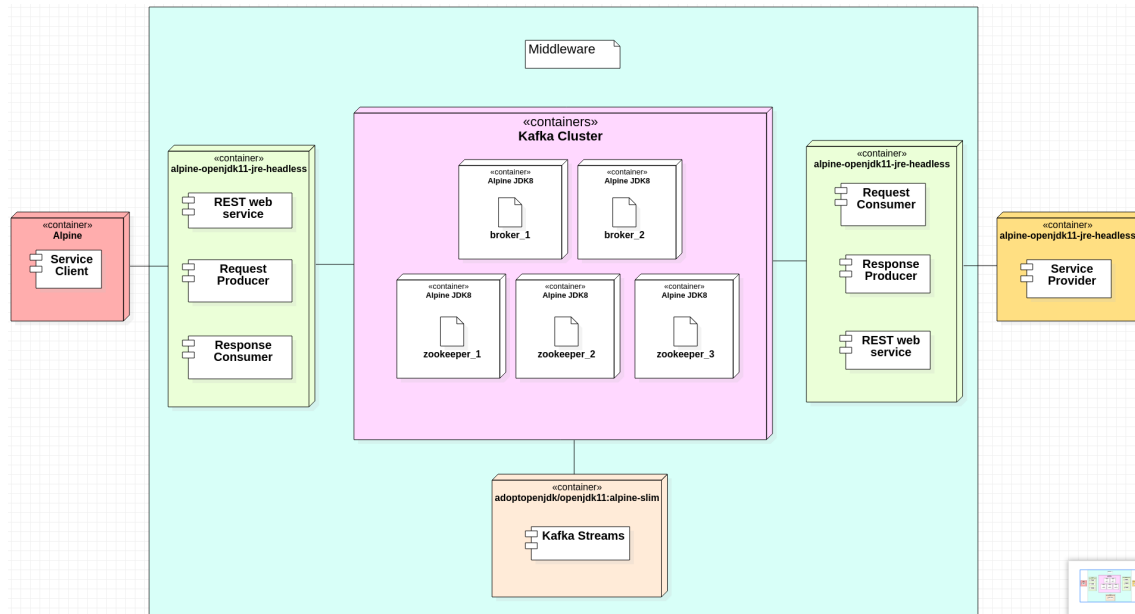 Middleware
«containers»
Kafka Cluster
«container»
Alpine JDK8
broker_1
«container»
Alpine JDK8
broker_2
«container»
Alpine JDK8
zookeeper_1
«container»
Alpine JDK8
zookeeper_2
«container»
Alpine JDK8
zookeeper_3
«container»
alpine-openjdk11-jre-headless
REST web
service
Request
Producer
Response
Consumer
«container»
Alpine
Service
Client
«container»
alpine-openjdk11-jre-headless
Request
Consumer
Response
Producer
REST web
service
«container»
alpine-openjdk11-jre-headless
Service
Provider
«container»
adoptopenjdk/openjdk11:alpine-slim
Kafka Streams